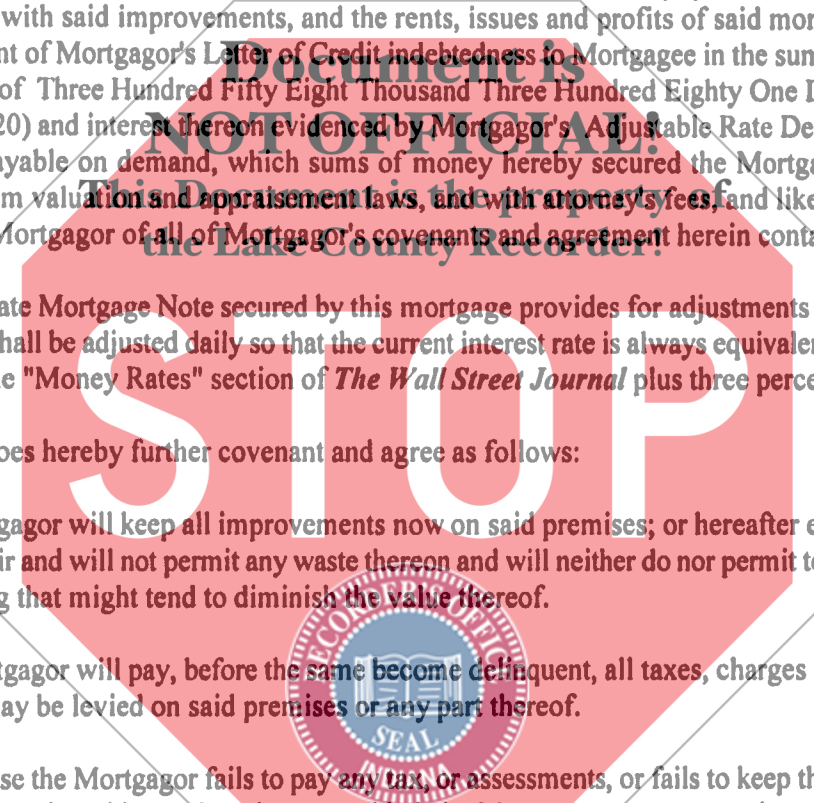 with said improvements, and the rents, issues and profits of said mor
nt of Mortgagor's Letter of Credit indebtedness to Mortgagee in the sum
Document is
of Three Hundred Fifty Eight Thousand Three Hundred Eighty One D
20) and interest thereon evidenced by Mortgagor's Adjustable Rate De
NOT OFFICIAL!
ayable on demand, which sums of money hereby secured the Mortga
m valuation and appraisement laws, and with attorney's fees, and like
This Document is the property of
Mortgagor of all of Mortgagor's covenants and agreement herein conta
the Lake County Recorder!
ate Mortgage Note secured by this mortgage provides for adjustments
hall be adjusted daily so that the current interest rate is always equivalen
e "Money Rates" section of The Wall Street Journal plus three perce
STOP
oes hereby further covenant and agree as follows:
gagor will keep all improvements now on said premises; or hereafter e
ir and will not permit any waste thereon and will neither do nor permit to
g that might tend to diminish the value thereof.
RECORDER'S OFFICE
tgagor will pay, before the same become delinquent, all taxes, charges
ay be levied on said premises or any part thereof.
SEAL
INDIANA
se the Mortgagor fails to pay any tax, or assessments, or fails to keep th